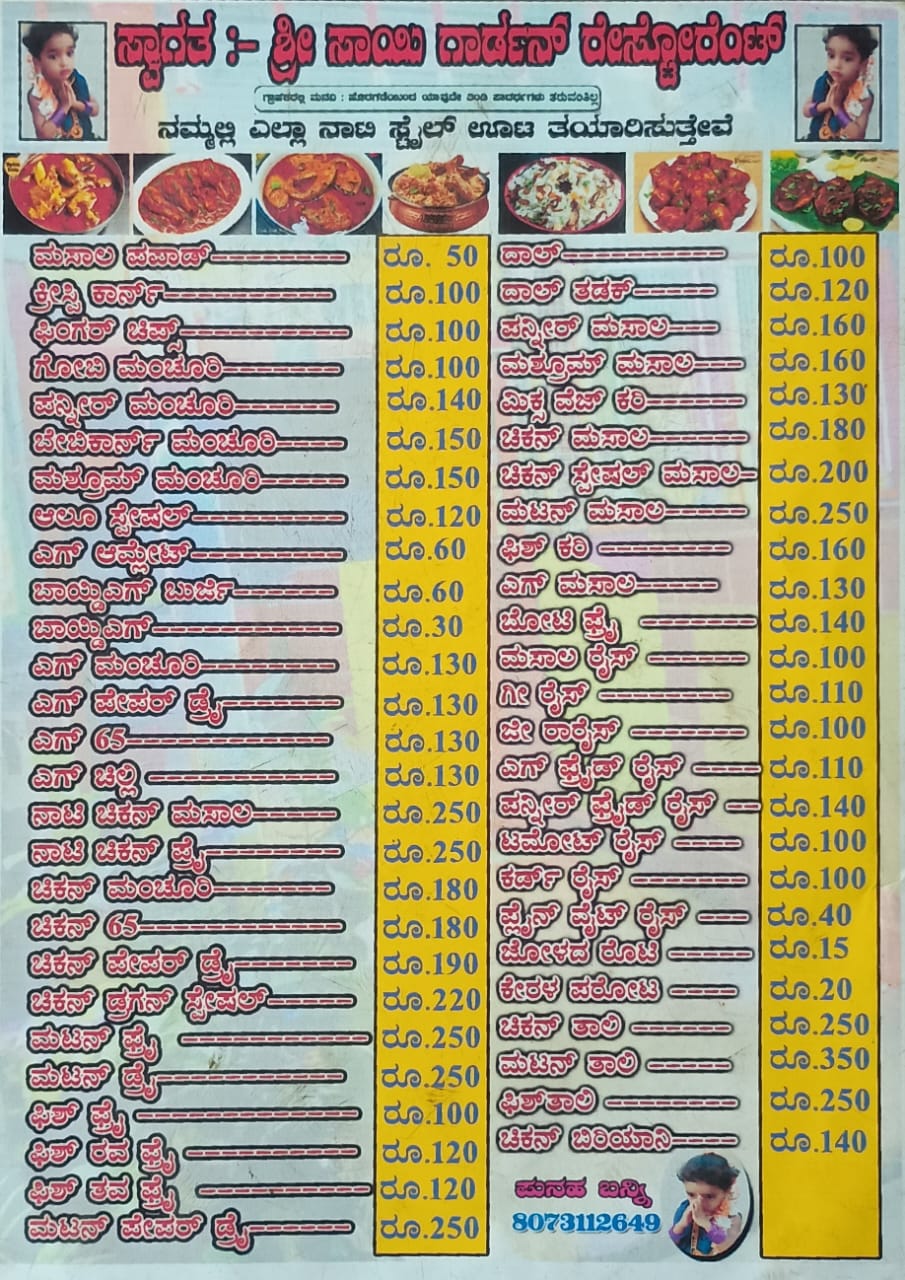 ಸ್ವಾಗತ :- ಶ್ರೀ ಸಾಯಿ ಗಾರ್ಡನ್ ರೇಸ್ಟೋರೆಂಟ್
ಗ್ರಾಹಕರಲ್ಲಿ ಮನವಿ : ಹೊರಗಡೆಯಿಂದ ಯಾವುದೇ ತಿಂಡಿ ಪಾದರ್ಥಗಳು ತರುವಂತಿಲ್ಲ
ನಮ್ಮಲ್ಲಿ ಎಲ್ಲಾ ನಾಟಿ ಸ್ಟೈಲ್ ಊಟ ತಯಾರಿಸುತ್ತೇವೆ
ಮಸಾಲ ಪಪಾಡ್ ರೂ. 50
ಕ್ರೀಸ್ಪಿ ಕಾರ್ನ್ ರೂ.100
ಫಿಂಗರ್ ಚಿಪ್ಸ್ ರೂ.100
ಗೋಬಿ ಮಂಚೂರಿ ರೂ.100
ಪನ್ನೀರ್ ಮಂಚೂರಿ ರೂ.140
ಬೇಬಿಕಾರ್ನ್ ಮಂಚೂರಿ ರೂ.150
ಮಶ್ರೂಮ್ ಮಂಚೂರಿ ರೂ.150
ಆಲೂ ಸ್ಪೇಷಲ್ ರೂ.120
ಎಗ್ ಆಮ್ಲೇಟ್ ರೂ.60
ಬಾಯ್ಡಿಎಗ್ ಬುರ್ಜಿ ರೂ.60
ಬಾಯ್ಡಿಎಗ್ ರೂ.30
ಎಗ್ ಮಂಚೂರಿ ರೂ.130
ಎಗ್ ಪೇಪರ್ ಡ್ರೈ ರೂ.130
ಎಗ್ 65 ರೂ.130
ಎಗ್ ಚಿಲ್ಲಿ ರೂ.130
ನಾಟಿ ಚಿಕನ್ ಮಸಾಲ ರೂ.250
ನಾಟಿ ಚಿಕನ್ ಪ್ರೈ ರೂ.250
ಚಿಕನ್ ಮಂಚೂರಿ ರೂ.180
ಚಿಕನ್ 65 ರೂ.180
ಚಿಕನ್ ಪೇಪರ್ ಡ್ರೈ ರೂ.190
ಚಿಕನ್ ಡ್ರಗನ್ ಸ್ಪೇಷಲ್ ರೂ.220
ಮಟನ್ ಫ್ರೈ ರೂ.250
ಮಟನ್ ಡ್ರೈ ರೂ.250
ಫಿಶ್ ಫ್ರೈ ರೂ.100
ಫಿಶ್ ರವ ಫ್ರೈ ರೂ.120
ಫಿಶ್ ತವ ಫ್ರೈ ರೂ.120
ಮಟನ್ ಪೇಪರ್ ಡ್ರೈ ರೂ.250
ದಾಲ್ ರೂ.100
ದಾಲ್ ತಡಕ್ ರೂ.120
ಪನ್ನೀರ್ ಮಸಾಲ ರೂ.160
ಮಶ್ರೂಮ್ ಮಸಾಲ ರೂ.160
ಮಿಕ್ಸ ವೆಜ್ ಕರಿ ರೂ.130
ಚಿಕನ್ ಮಸಾಲ ರೂ.180
ಚಿಕನ್ ಸ್ಪೇಷಲ್ ಮಸಾಲ ರೂ.200
ಮಟನ್ ಮಸಾಲ ರೂ.250
ಫಿಶ್ ಕರಿ ರೂ.160
ಎಗ್ ಮಸಾಲ ರೂ.130
ಬೋಟಿ ಫ್ರೈ ರೂ.140
ಮಸಾಲ ರೈಸ್ ರೂ.100
ಗೀ ರೈಸ್ ರೂ.110
ಜೀ ರಾರೈಸ್ ರೂ.100
ಎಗ್ ಫ್ರೈಡ್ ರೈಸ್ ರೂ.110
ಪನ್ನೀರ್ ಫ್ರೈಡ್ ರೈಸ್ ರೂ.140
ಟಮೋಟ್ ರೈಸ್ ರೂ.100
ಕರ್ಡ್ ರೈಸ್ ರೂ.100
ಪ್ಲೈನ್ ವೈಟ್ ರೈಸ್ ರೂ.40
ಜೋಳದ ರೊಟಿ ರೂ.15
ಕೇರಳ ಪರೋಟ ರೂ.20
ಚಿಕನ್ ತಾಲಿ ರೂ.250
ಮಟನ್ ತಾಲಿ ರೂ.350
ಫಿಶ್‌ತಾಲಿ ರೂ.250
ಚಿಕನ್ ಬಿರಿಯಾನಿ ರೂ.140
ಪುನಹ ಬನ್ನಿ
8073112649